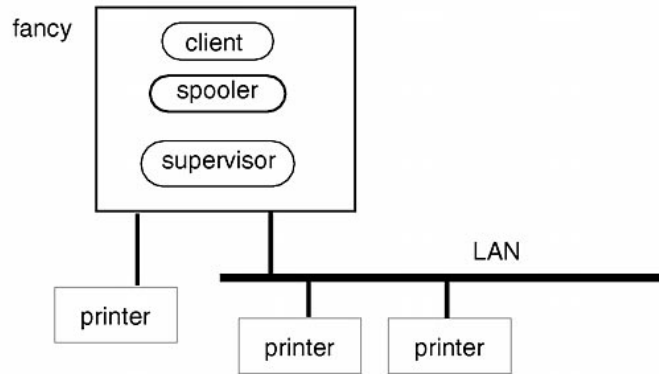 fancy
client
spooler
supervisor
LAN
printer
printer
printer